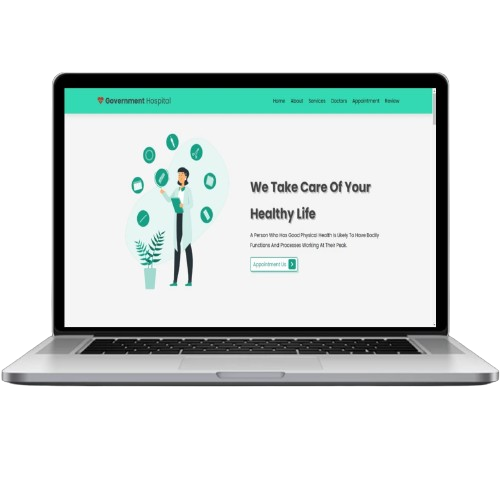 Government Hospital
Home About Services Doctors Appointment Review
We Take Care Of Your
Healthy Life
A Person Who Has Good Physical Health Is Likely To Have Bodily
Functions And Processes Working At Their Peak.
Appointment Us